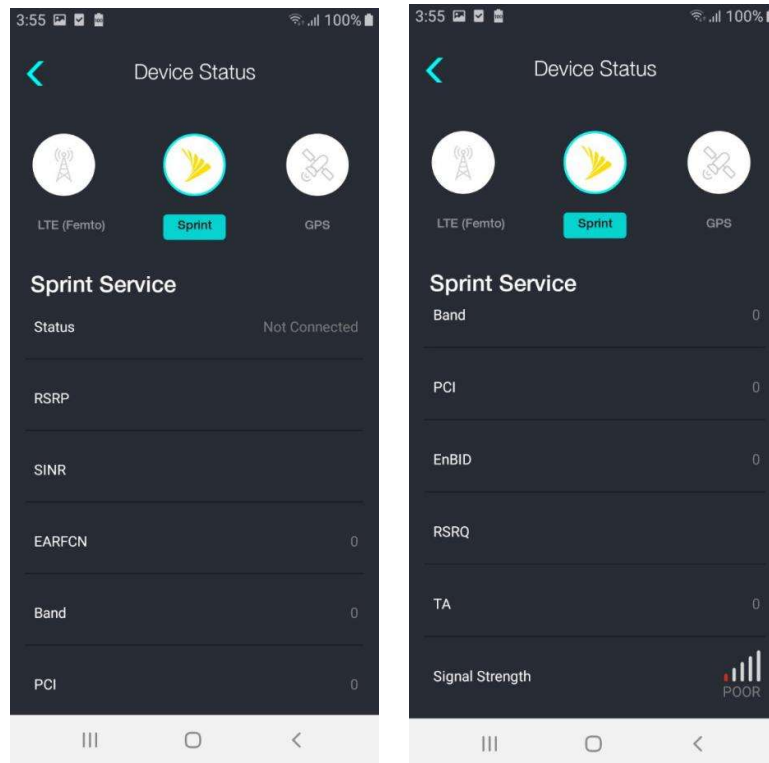 3:55 100%
Device Status
LTE (Femto) Sprint GPS
Sprint Service
Status Not Connected
RSRP
SINR
EARFCN 0
Band 0
PCI 0
3:55 100%
Device Status
LTE (Femto) Sprint GPS
Sprint Service
Band 0
PCI 0
EnBID 0
RSRQ
TA 0
Signal Strength
POOR